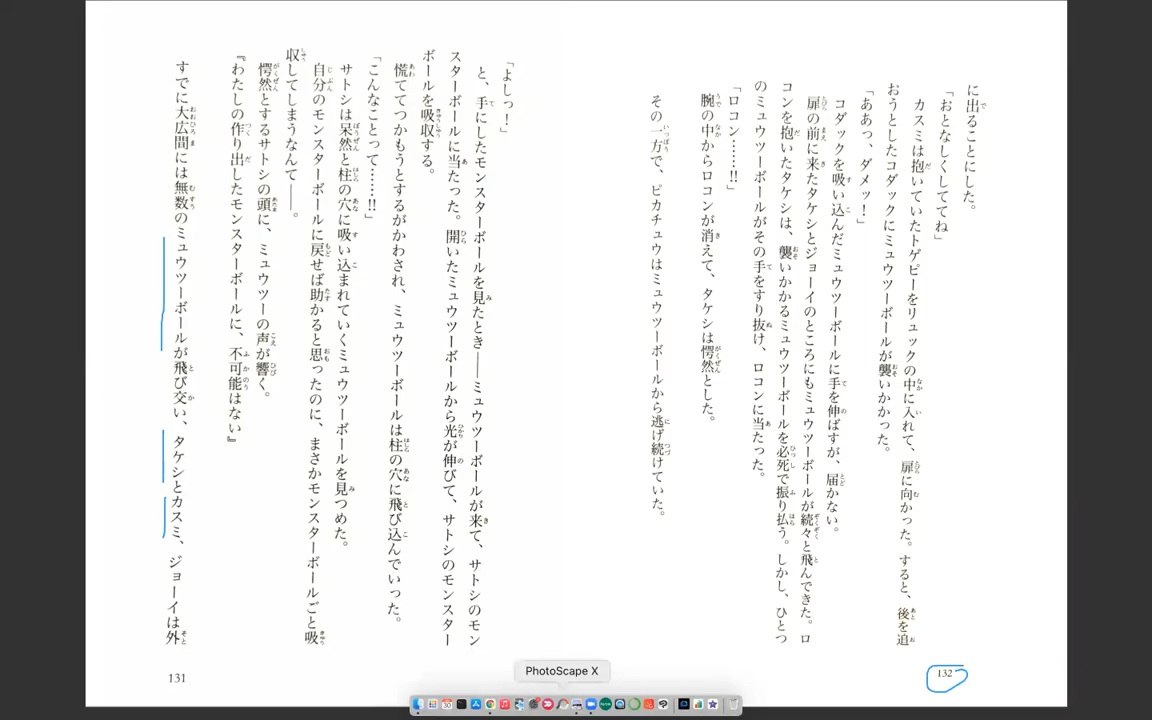 「よしっ！」
と、手にしたモンスターボールを見たとき――ミュウツーボールが来て、サトシのモン
スターボールに当たった。開いたミュウツーボールから光が伸びて、サトシのモンスター
ボールを吸収する。
慌ててつかもうとするがかわされ、ミュウツーボールは柱の穴に飛び込んでいった。
「こんなことって……!!」
サトシは呆然と柱の穴に吸い込まれていくミュウツーボールを見つめた。
自分のモンスターボールに戻せば助かると思ったのに、まさかモンスターボールごと吸
収してしまうなんて――。
愕然とするサトシの頭に、ミュウツーの声が響く。
『わたしの作り出したモンスターボールに、不可能はない』
すでに大広間には無数のミュウツーボールが飛び交い、タケシとカスミ、ジョーイは外
131
に出ることにした。
「おとなしくしててね」
カスミは抱いていたトゲピーをリュックの中に入れて、扉に向かった。すると、後を追
おうとしたコダックにミュウツーボールが襲いかかった。
「ああっ、ダメッ！」
コダックを吸い込んだミュウツーボールに手を伸ばすが、届かない。
扉の前に来たタケシとジョーイのところにもミュウツーボールが続々と飛んできた。ロ
コンを抱いたタケシは、襲いかかるミュウツーボールを必死で振り払う。しかし、ひとつ
のミュウツーボールがその手をすり抜け、ロコンに当たった。
「ロコン……!!」
腕の中からロコンが消えて、タケシは愕然とした。
その一方で、ピカチュウはミュウツーボールから逃げ続けていた。
132
PhotoScape X